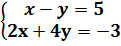 x − y = 5
2x + 4y = −3